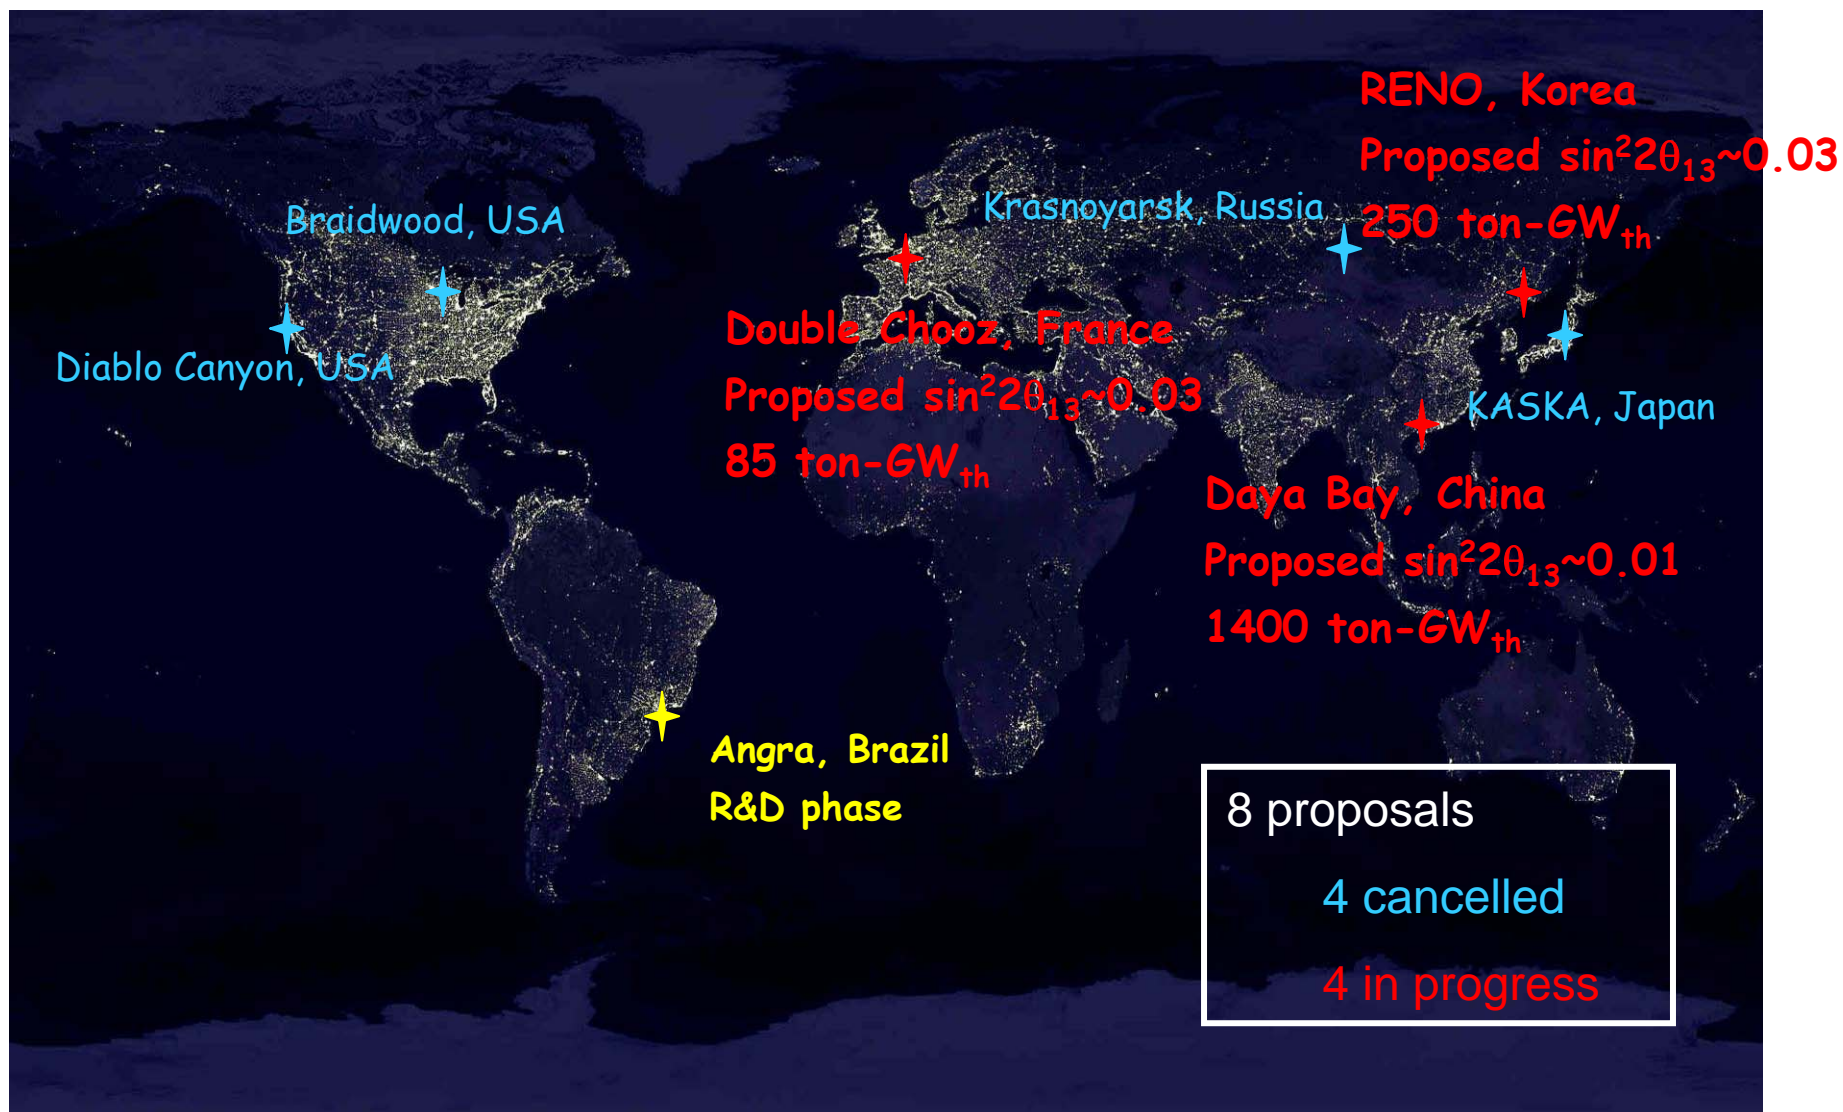 RENO, Korea
Proposed sin²2θ₁₃~0.03
250 ton-GWₜₕ
Braidwood, USA
Krasnoyarsk, Russia
Diablo Canyon, USA
Double Chooz, France
Proposed sin²2θ₁₃~0.03
85 ton-GWₜₕ
KASKA, Japan
Daya Bay, China
Proposed sin²2θ₁₃~0.01
1400 ton-GWₜₕ
Angra, Brazil
R&D phase
8 proposals
4 cancelled
4 in progress